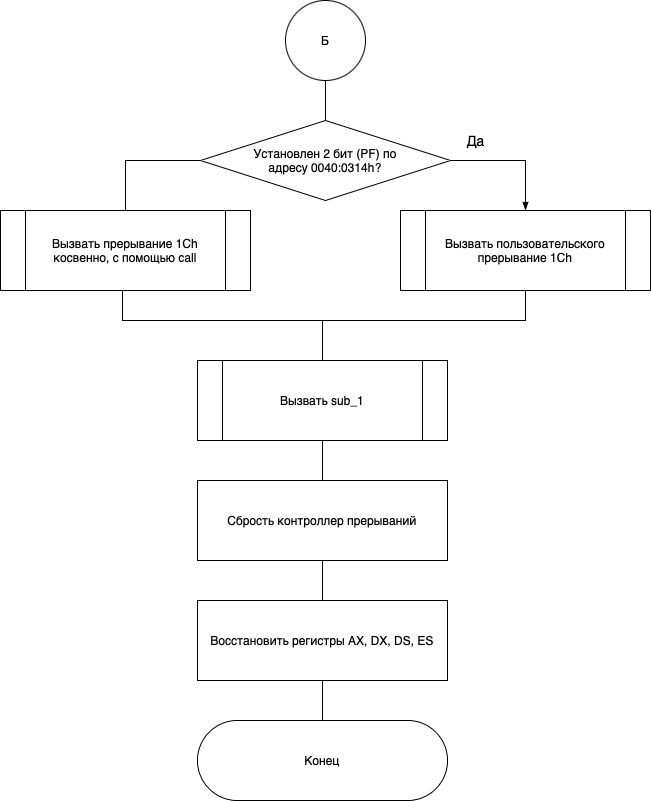 Б
Установлен 2 бит (PF) по
адресу 0040:0314h?
Да
Вызвать прерывание 1Ch
косвенно, с помощью call
Вызвать пользовательского
прерывание 1Ch
Вызвать sub_1
Сбрость контроллер прерываний
Восстановить регистры AX, DX, DS, ES
Конец